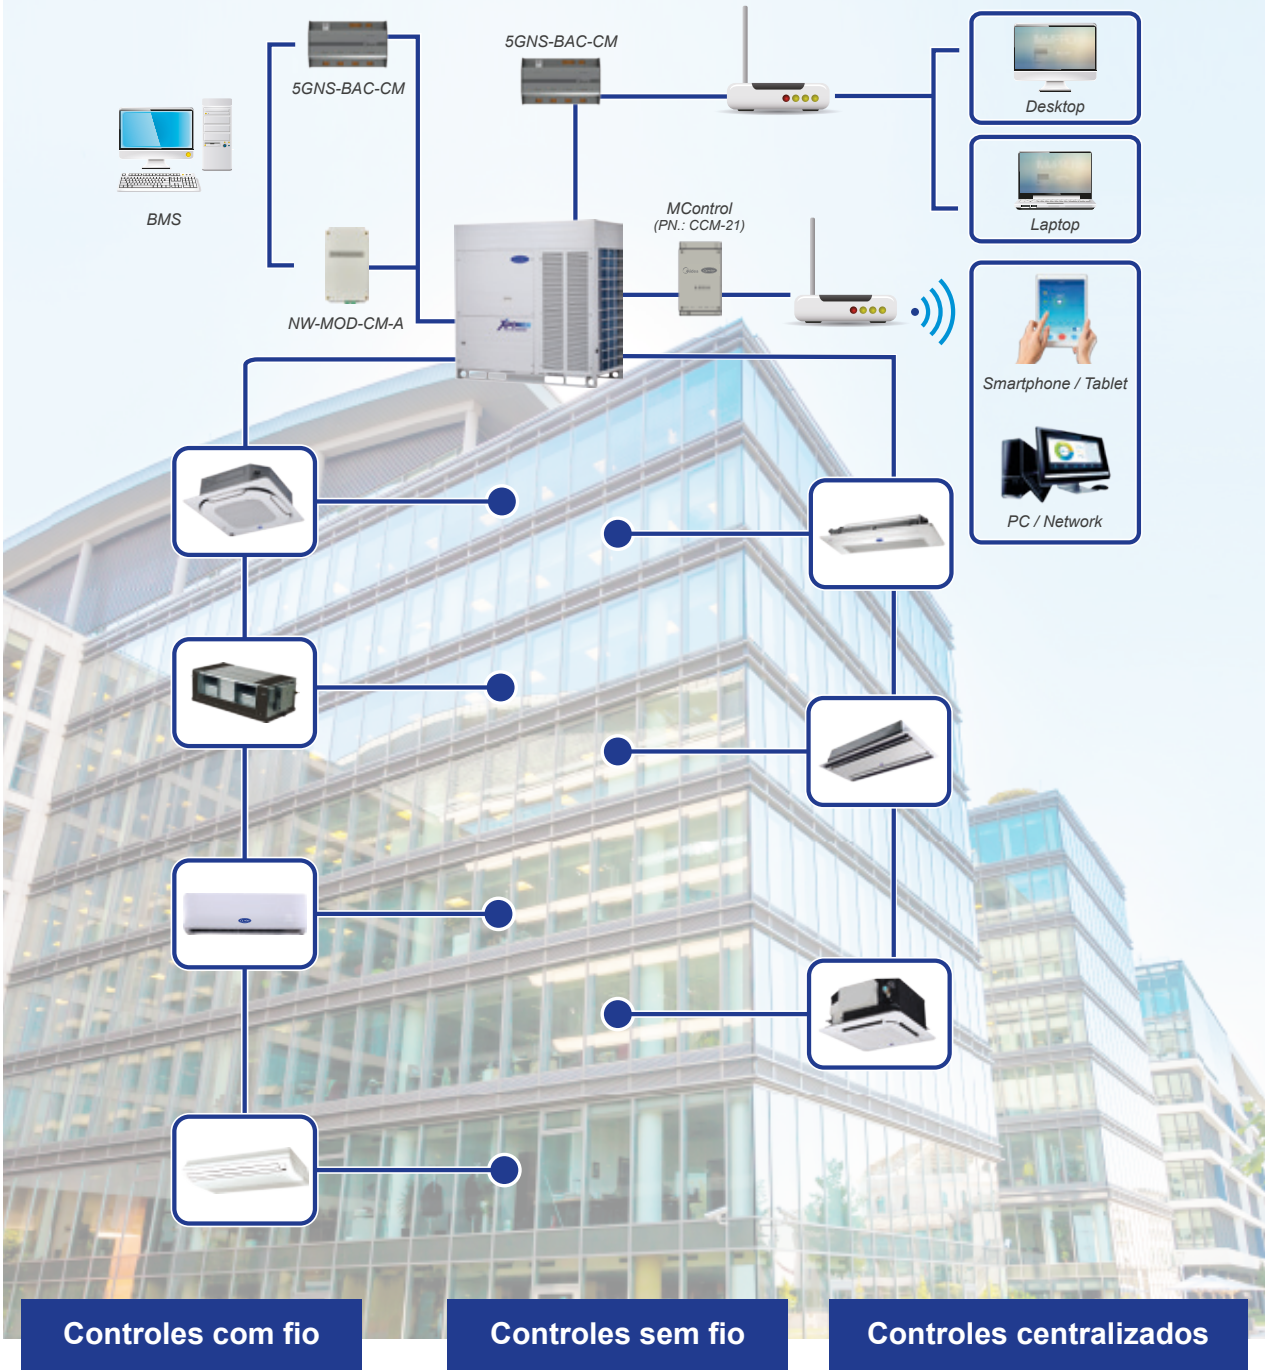 5GNS-BAC-CM
5GNS-BAC-CM
Desktop
BMS
MControl
(PN.: CCM-21)
Laptop
NW-MOD-CM-A
Smartphone / Tablet
PC / Network
Controles com fio
Controles sem fio
Controles centralizados